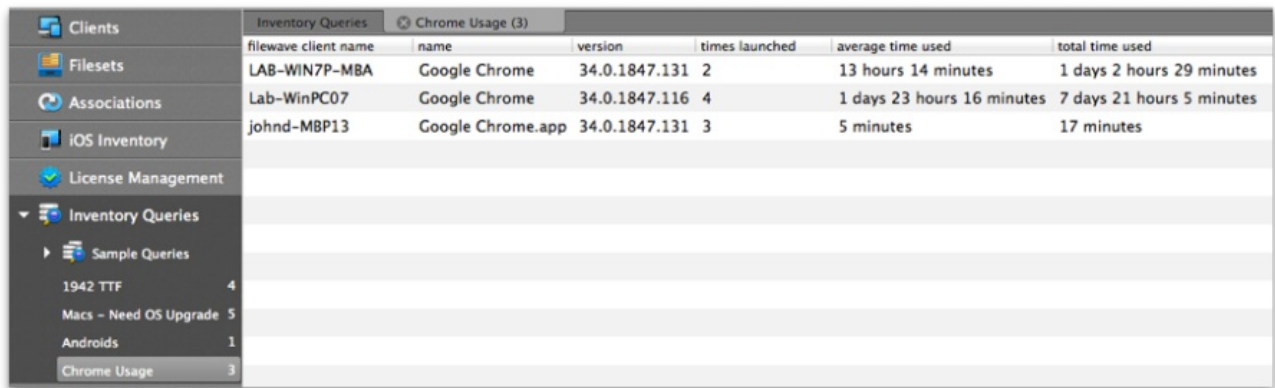 Clients
Filesets
Associations
iOS Inventory
License Management
Inventory Queries
Sample Queries
1942 TTF 4
Macs - Need OS Upgrade 5
Androids 1
Chrome Usage 3
Inventory Queries Chrome Usage (3)
filewave client name name version times launched average time used total time used
LAB-WIN7P-MBA Google Chrome 34.0.1847.131 2 13 hours 14 minutes 1 days 2 hours 29 minutes
Lab-WinPC07 Google Chrome 34.0.1847.116 4 1 days 23 hours 16 minutes 7 days 21 hours 5 minutes
johnd-MBP13 Google Chrome.app 34.0.1847.131 3 5 minutes 17 minutes